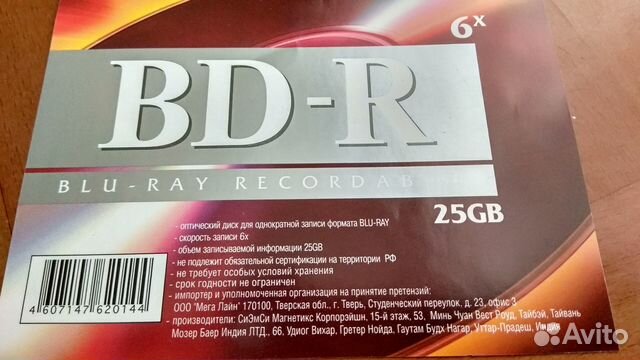 6x
BD-R
BLU-RAY RECORDAB
25GB
- оптический диск для однократной записи формата BLU-RAY
- скорость записи 6x
- объем записываемой информации 25GB
- не подлежит обязательной сертификации на территории РФ
- не требует особых условий хранения
- срок годности не ограничен
- импортер и уполномоченная организация на принятие претензий:
ООО "Мега Лайн" 170100, Тверская обл., г. Тверь, Студенческий переулок, д. 23, офис 3
- производители: СиЭмСи Магнетикс Корпорэйшн, 15-й этаж, 53, Минь Чуан Вест Роуд, Тайбэй, Тайвань
Мозер Баер Индия ЛТД., 66. Удиог Вихар, Гретер Нойда, Гаутам Будх Нагар, Уттар-Прадеш, Индия
4607147620144
Avito